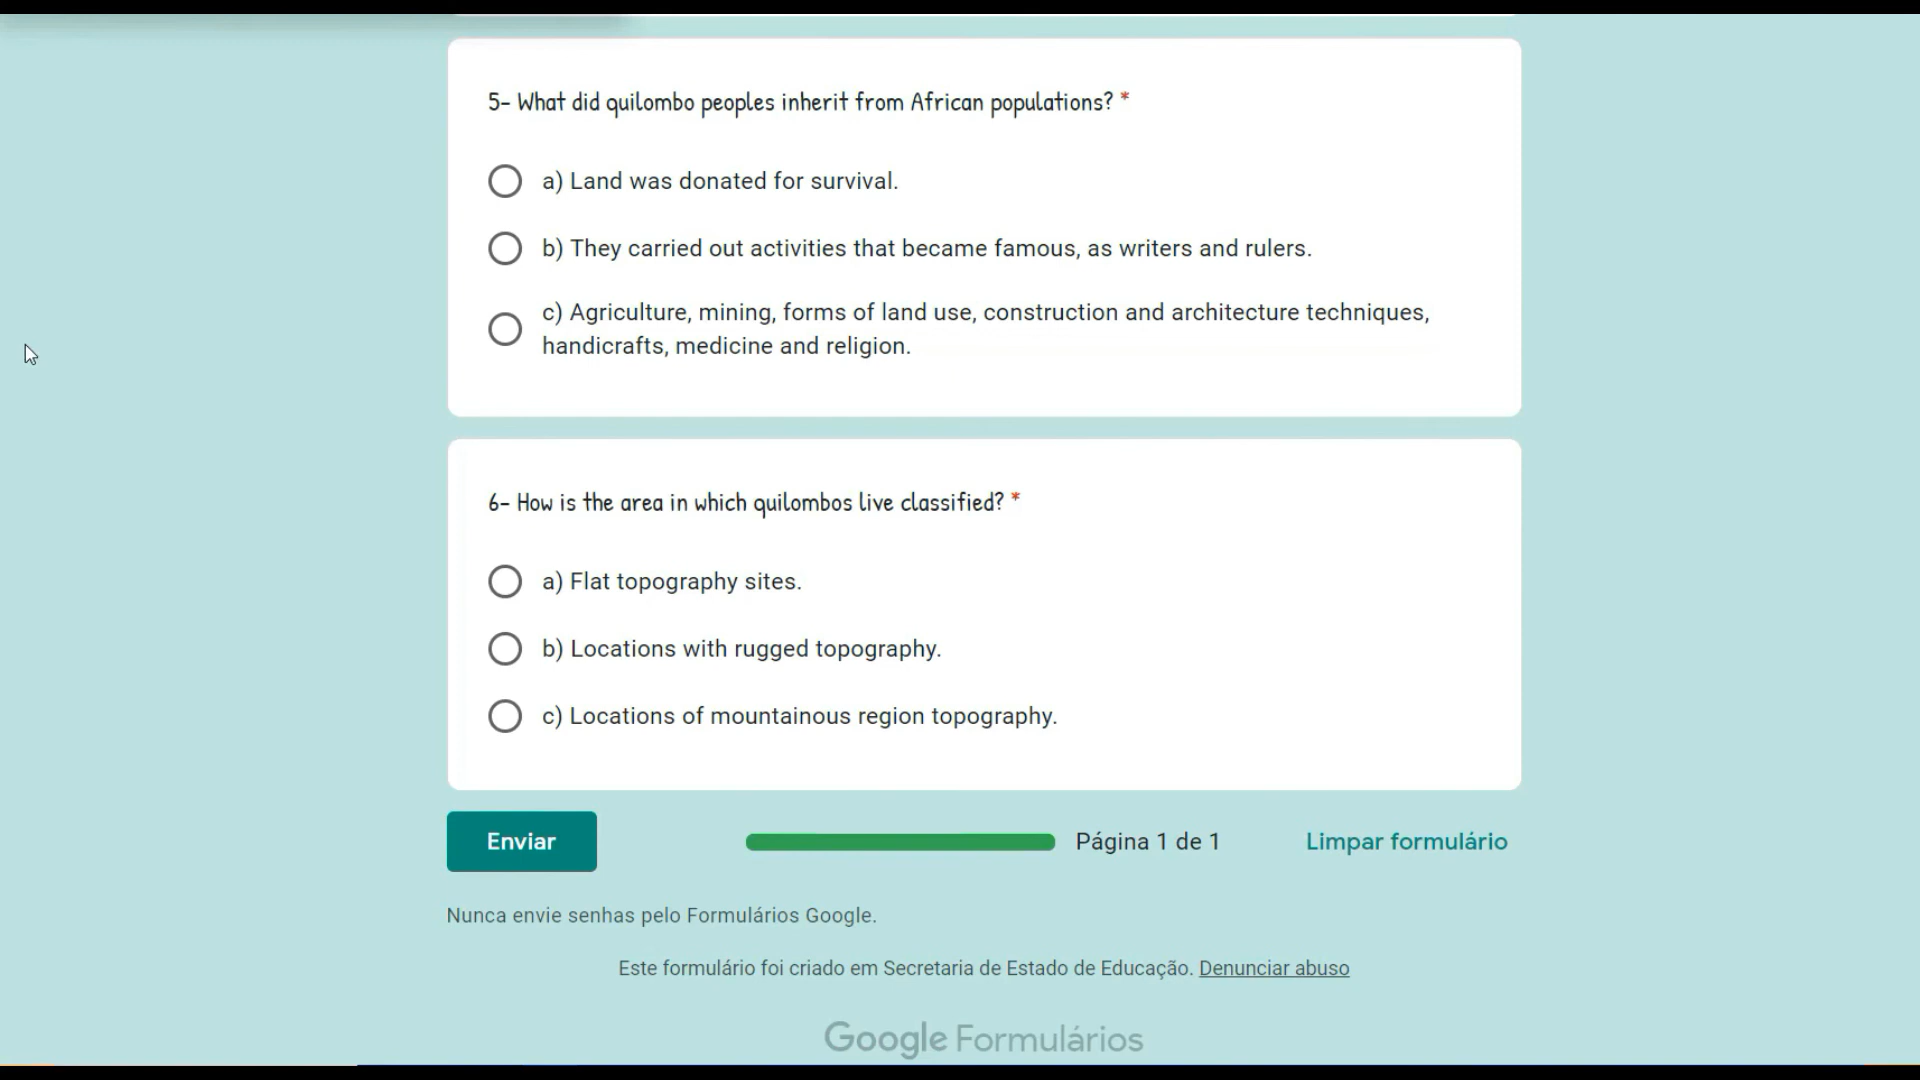 5- What did quilombo peoples inherit from African populations? *
a) Land was donated for survival.
b) They carried out activities that became famous, as writers and rulers.
c) Agriculture, mining, forms of land use, construction and architecture techniques,
handicrafts, medicine and religion.
6- How is the area in which quilombos live classified? *
a) Flat topography sites.
b) Locations with rugged topography.
c) Locations of mountainous region topography.
Enviar
Página 1 de 1
Limpar formulário
Nunca envie senhas pelo Formulários Google.
Este formulário foi criado em Secretaria de Estado de Educação. Denunciar abuso
Google Formulários